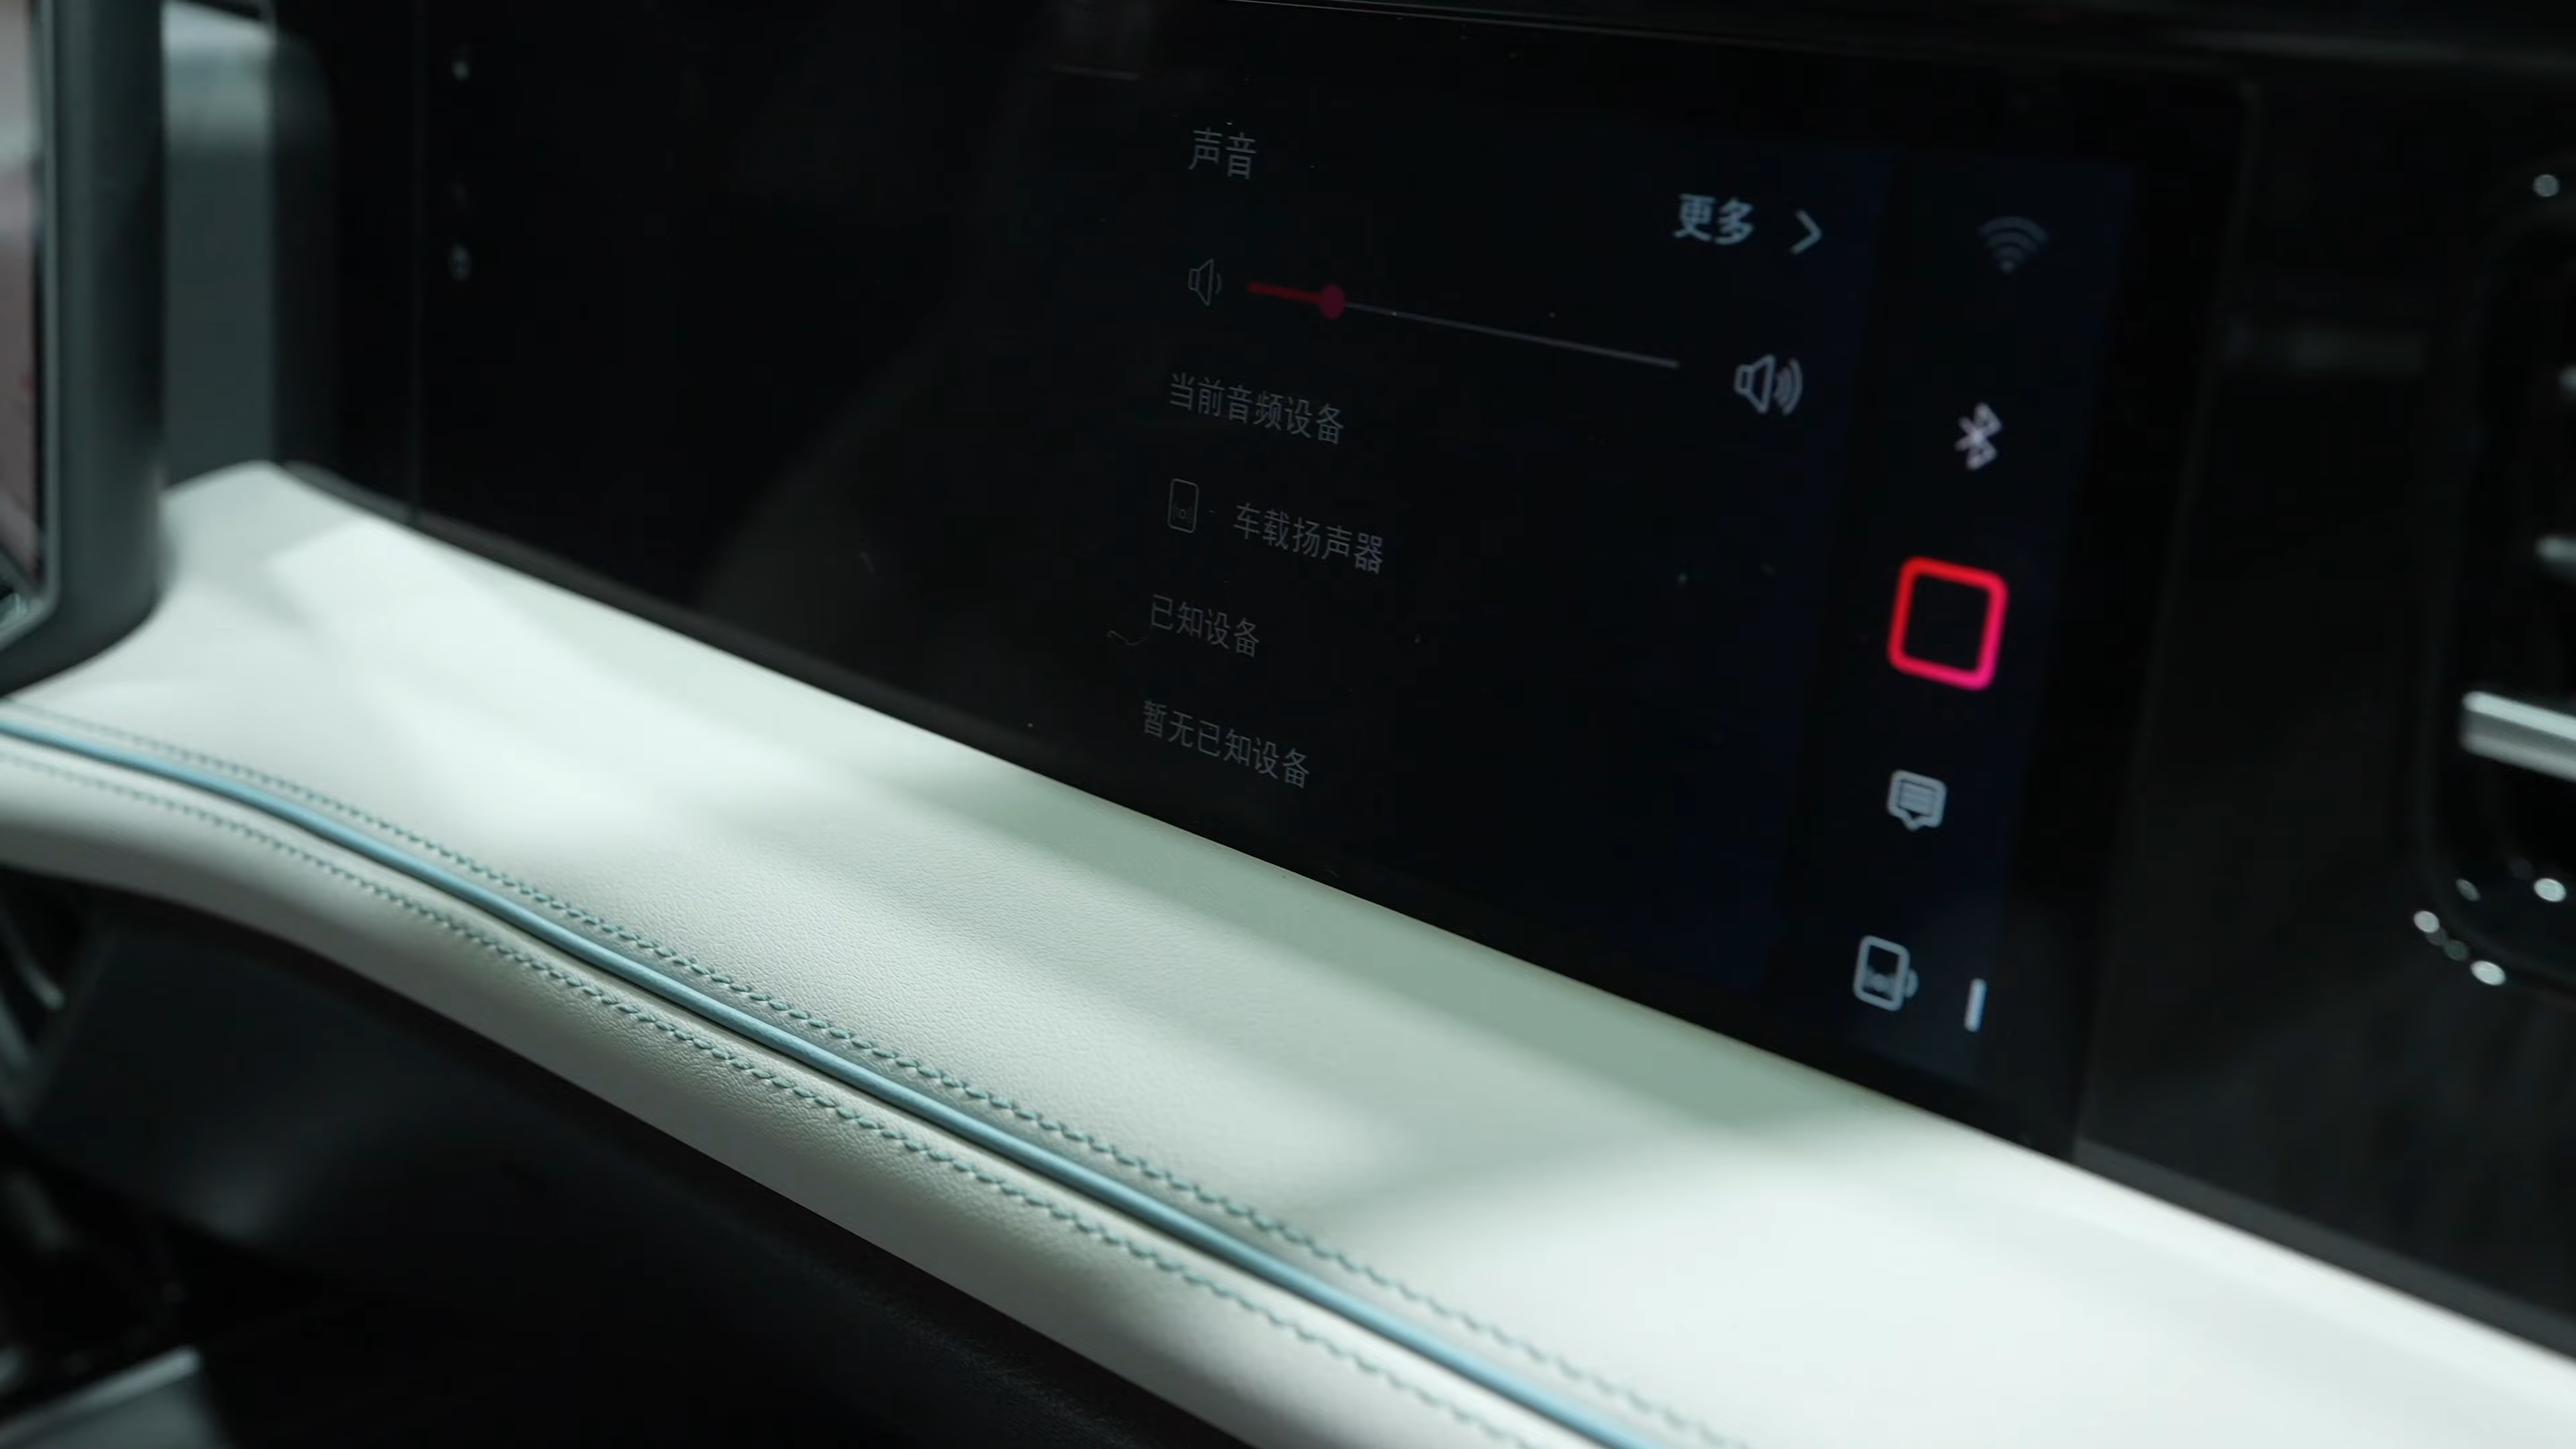 声音
更多
当前音频设备
车载扬声器
已知设备
暂无已知设备